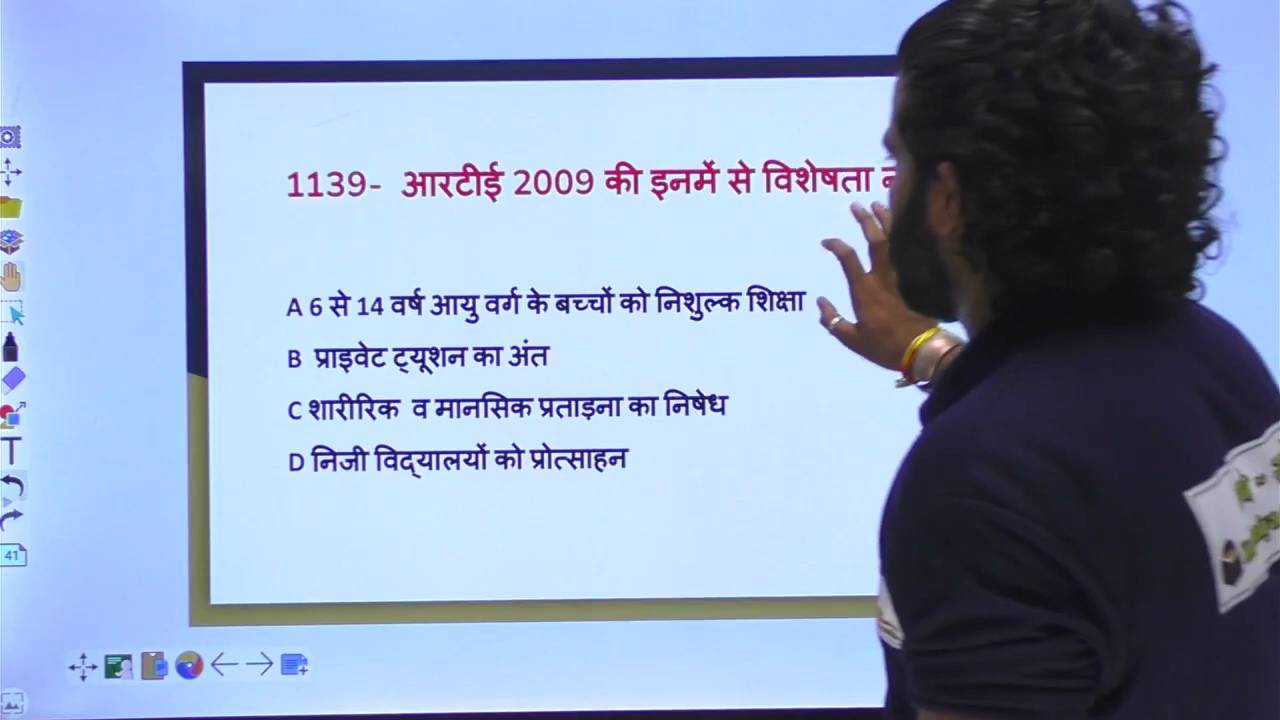 1139- आरटीई 2009 की इनमें से विशेषता
A 6 से 14 वर्ष आयु वर्ग के बच्चों को निशुल्क शिक्षा
B प्राइवेट ट्यूशन का अंत
C शारीरिक व मानसिक प्रताड़ना का निषेध
D निजी विद्यालयों को प्रोत्साहन
41